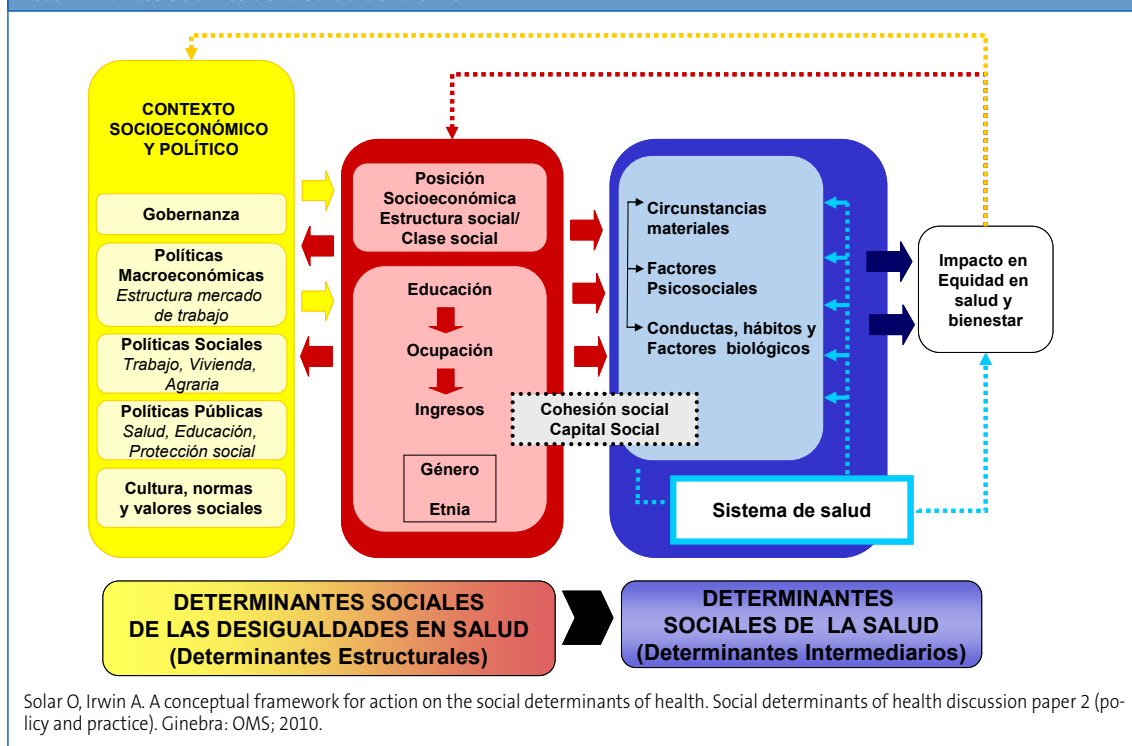 CONTEXTO
SOCIOECONÓMICO
Y POLÍTICO
Gobernanza
Políticas
Macroeconómicas
Estructura mercado
de trabajo
Políticas Sociales
Trabajo, Vivienda,
Agraria
Políticas Públicas
Salud, Educación,
Protección social
Cultura, normas
y valores sociales
Posición
Socioeconómica
Estructura social/
Clase social
Educación
Ocupación
Ingresos
Género
Etnia
Cohesión social
Capital Social
Circunstancias
materiales
Factores
Psicosociales
Conductas, hábitos y
Factores biológicos
Sistema de salud
Impacto en
Equidad en
salud y
bienestar
DETERMINANTES SOCIALES
DE LAS DESIGUALDADES EN SALUD
(Determinantes Estructurales)
DETERMINANTES
SOCIALES DE LA SALUD
(Determinantes Intermediarios)
Solar O, Irwin A. A conceptual framework for action on the social determinants of health. Social determinants of health discussion paper 2 (po-
licy and practice). Ginebra: OMS; 2010.